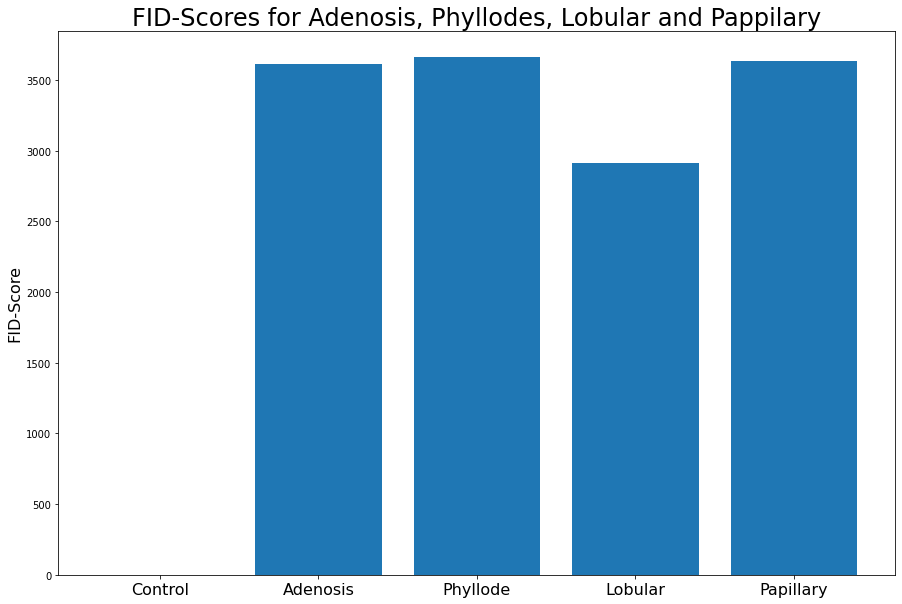 FID-Scores for Adenosis, Phyllodes, Lobular and Pappilary
FID-Score
3500
3000
2500
2000
1500
1000
500
0
Control Adenosis Phyllode Lobular Papillary